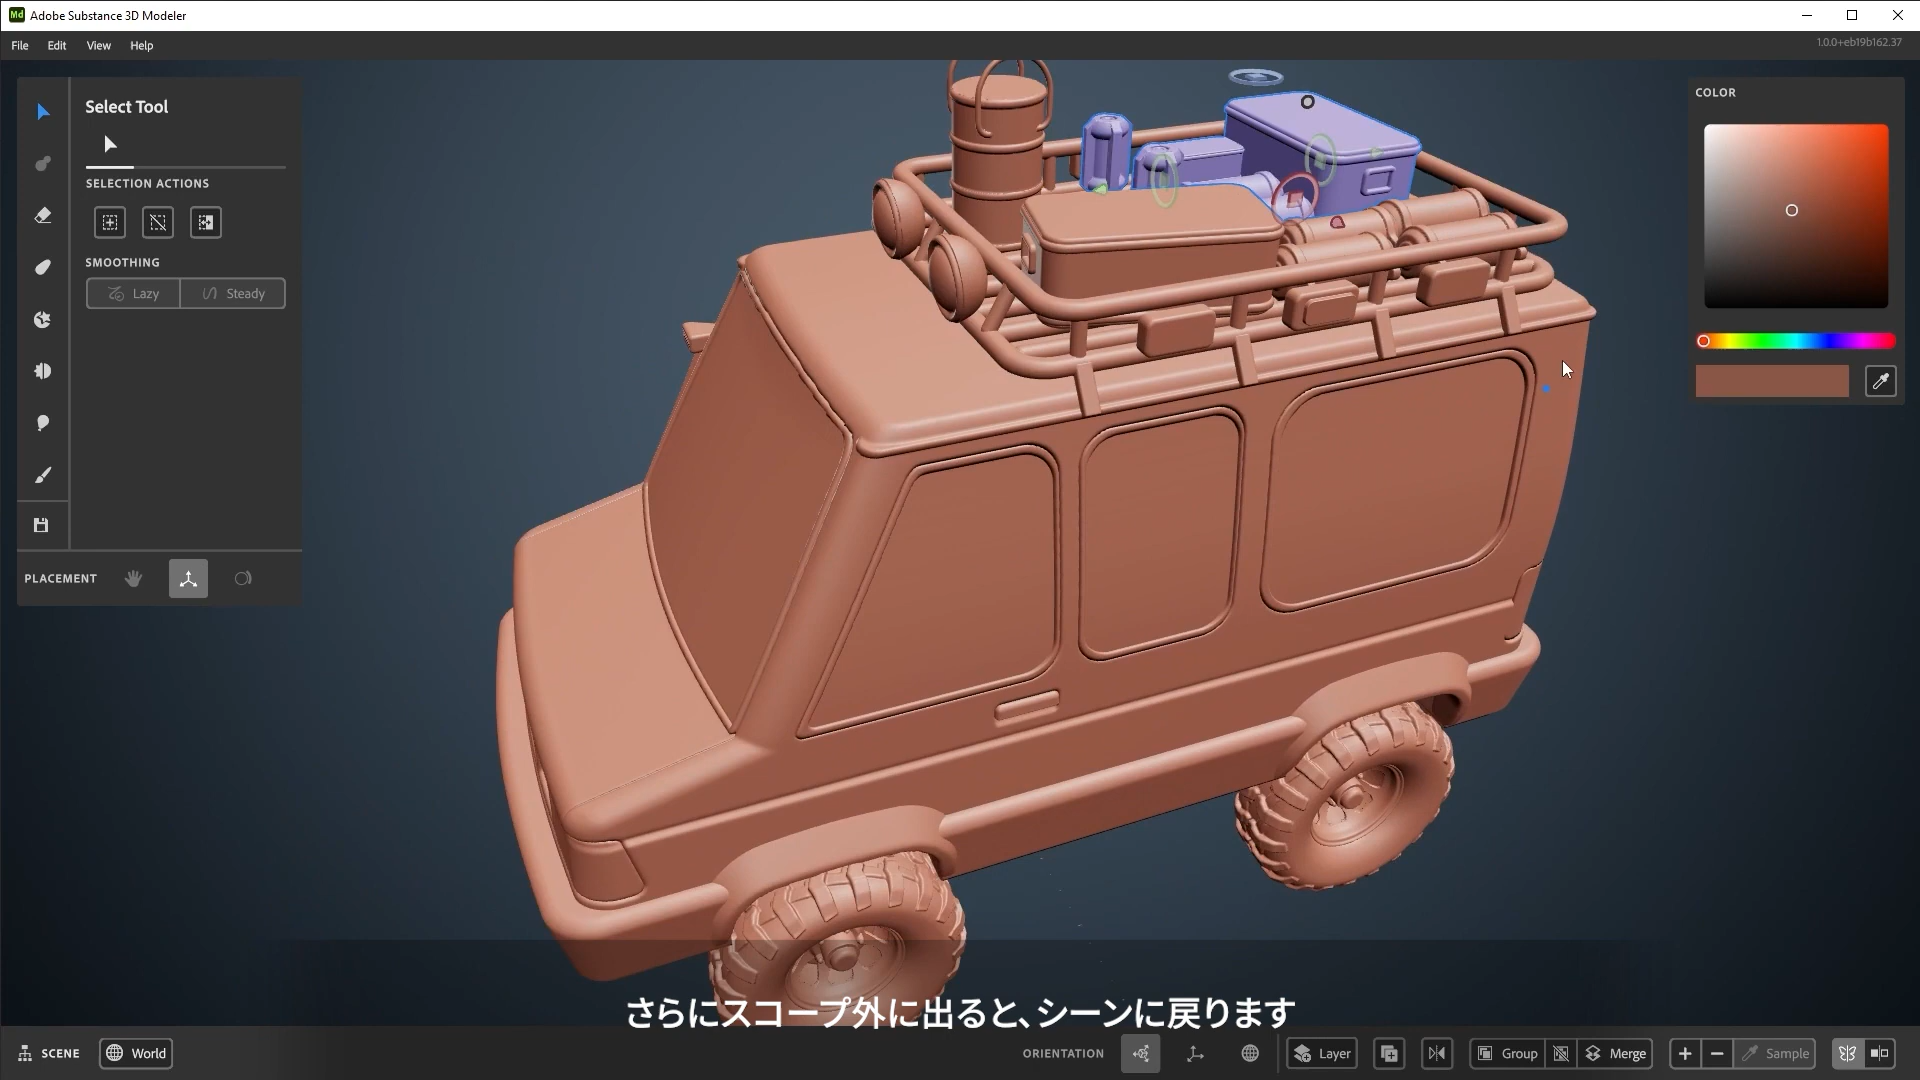 Md Adobe Substance 3D Modeler
File Edit View Help
1.0.0+eb19b162.37
Select Tool
SELECTION ACTIONS
SMOOTHING
Lazy Steady
PLACEMENT
COLOR
さらにスコープ外に出ると、シーンに戻ります
SCENE World ORIENTATION Layer Group Merge Sample